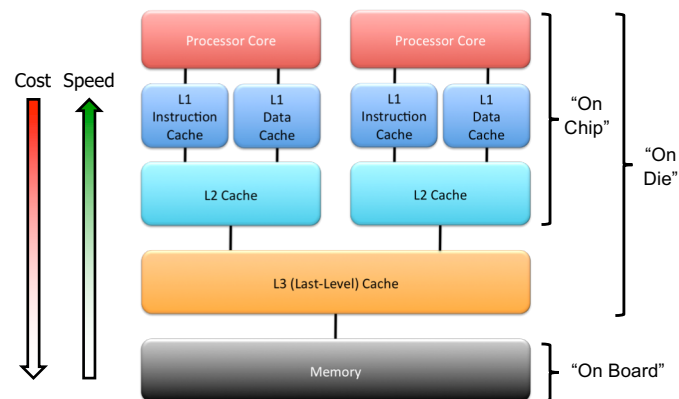 Processor Core
Processor Core
Cost Speed
L1
Instruction
Cache
L1
Data
Cache
L1
Instruction
Cache
L1
Data
Cache
“On
Chip”
“On
Die”
L2 Cache
L2 Cache
L3 (Last-Level) Cache
Memory
“On Board”